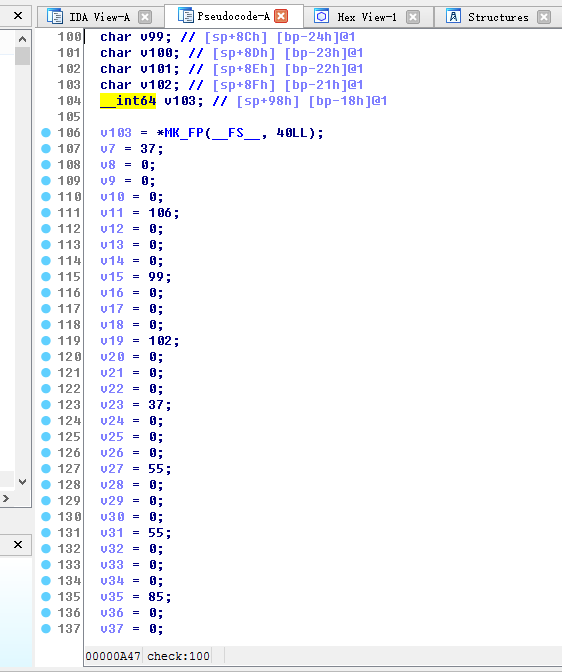 IDA View-A Pseudocode-A Hex View-1 Structures
100 char v99; // [sp+8Ch] [bp-24h]@1
101 char v100; // [sp+8Dh] [bp-23h]@1
102 char v101; // [sp+8Eh] [bp-22h]@1
103 char v102; // [sp+8Fh] [bp-21h]@1
104 __int64 v103; // [sp+98h] [bp-18h]@1
105
106 v103 = *MK_FP(__FS__, 40LL);
107 v7 = 37;
108 v8 = 0;
109 v9 = 0;
110 v10 = 0;
111 v11 = 106;
112 v12 = 0;
113 v13 = 0;
114 v14 = 0;
115 v15 = 99;
116 v16 = 0;
117 v17 = 0;
118 v18 = 0;
119 v19 = 102;
120 v20 = 0;
121 v21 = 0;
122 v22 = 0;
123 v23 = 37;
124 v24 = 0;
125 v25 = 0;
126 v26 = 0;
127 v27 = 55;
128 v28 = 0;
129 v29 = 0;
130 v30 = 0;
131 v31 = 55;
132 v32 = 0;
133 v33 = 0;
134 v34 = 0;
135 v35 = 85;
136 v36 = 0;
137 v37 = 0;
00000A47 check:100